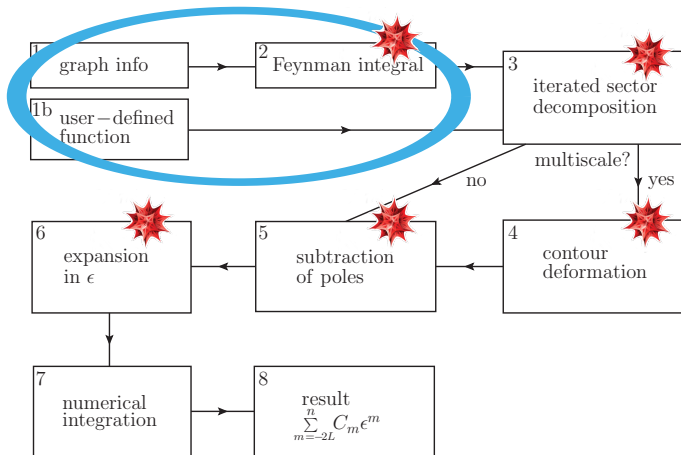 1
graph info
2
Feynman integral
3
iterated sector
decomposition
1b
user−defined
function
multiscale?
no
yes
6
expansion
in ϵ
5
subtraction
of poles
4
contour
deformation
7
numerical
integration
8
result
n
∑ C_m ϵ^m
m=−2L